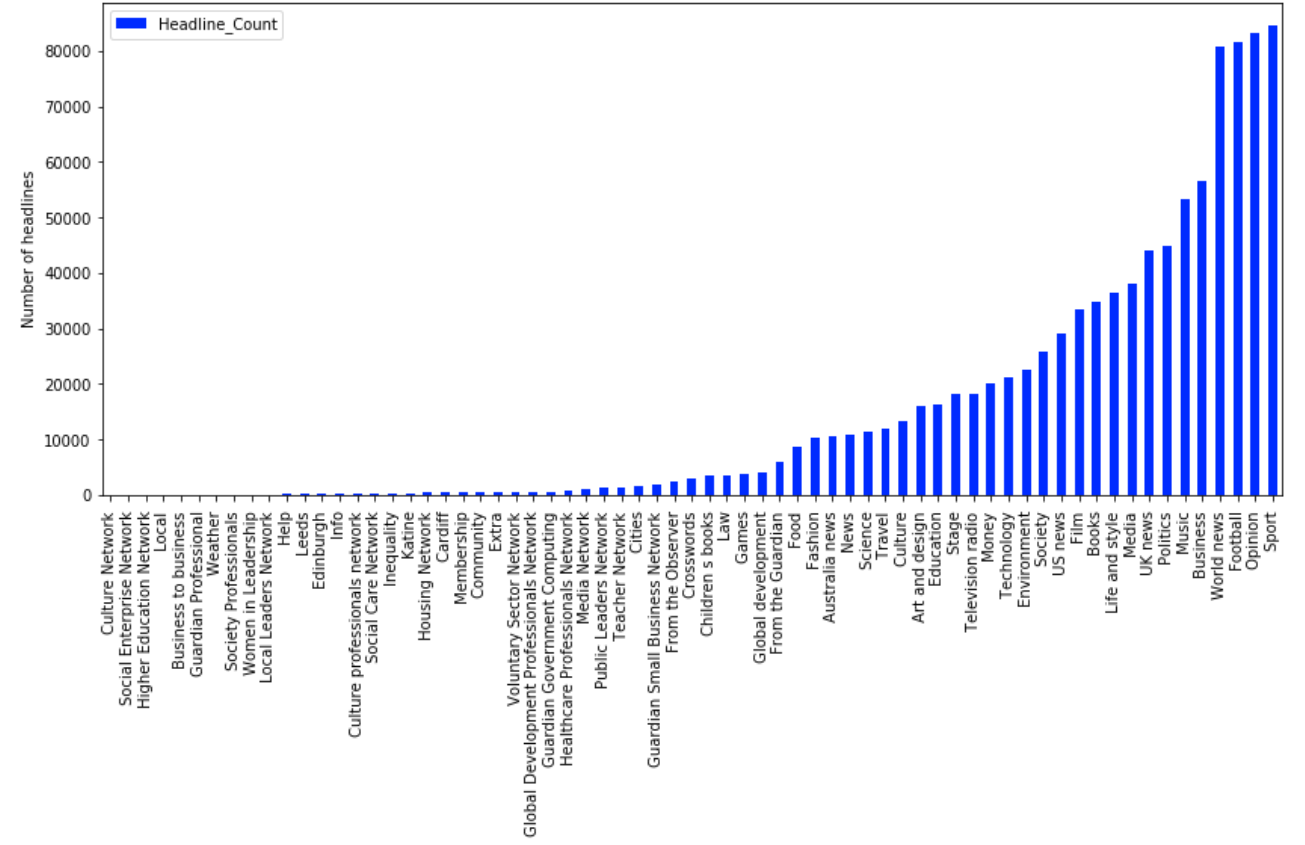 Headline_Count
Number of headlines
80000
70000
60000
50000
40000
30000
20000
10000
0
Culture Network
Social Enterprise Network
Higher Education Network
Local
Business to business
Guardian Professional
Weather
Society Professionals
Women in Leadership
Local Leaders Network
Help
Leeds
Edinburgh
Info
Culture professionals network
Social Care Network
Inequality
Katine
Housing Network
Cardiff
Membership
Community
Extra
Voluntary Sector Network
Global Development Professionals Network
Guardian Government Computing
Healthcare Professionals Network
Media Network
Public Leaders Network
Teacher Network
Cities
Guardian Small Business Network
From the Observer
Crosswords
Children s books
Law
Games
Global development
From the Guardian
Food
Fashion
Australia news
News
Science
Travel
Culture
Art and design
Education
Stage
Television radio
Money
Technology
Environment
Society
US news
Film
Books
Life and style
Media
UK news
Politics
Music
Business
World news
Football
Opinion
Sport